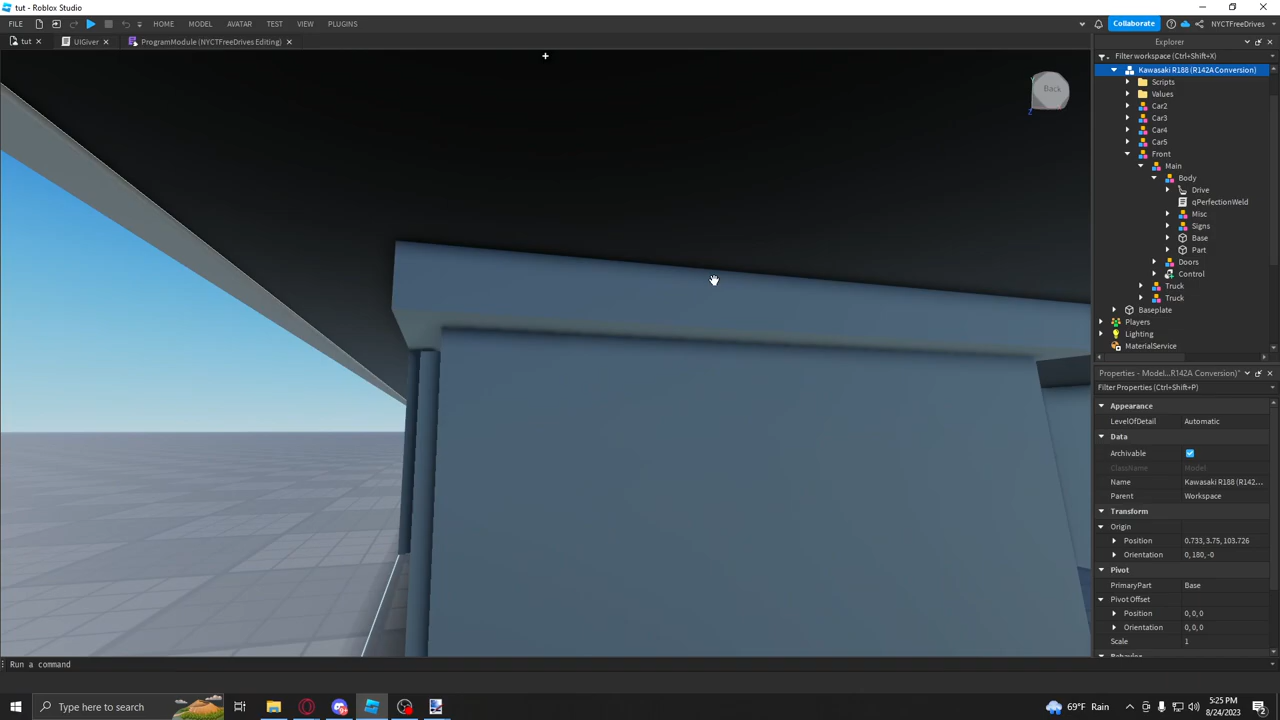 tut - Roblox Studio
FILE HOME MODEL AVATAR TEST VIEW PLUGINS Collaborate NYCTFreeDrives
tut UIGiver ProgramModule (NYCTFreeDrives Editing)
Explorer
Filter workspace (Ctrl+Shift+X)
Kawasaki R188 (R142A Conversion)
Scripts
Values
Car2
Car3
Car4
Car5
Front
Main
Body
Drive
qPerfectionWeld
Misc
Signs
Base
Part
Doors
Control
Truck
Truck
Baseplate
Players
Lighting
MaterialService
Back
Z
Properties - Model...R142A Conversion)"
Filter Properties (Ctrl+Shift+P)
Appearance
LevelOfDetail Automatic
Data
Archivable
ClassName Model
Name Kawasaki R188 (R142...
Parent Workspace
Transform
Origin
Position 0.733, 3.75, 103.726
Orientation 0, 180, -0
Pivot
PrimaryPart Base
Pivot Offset
Position 0, 0, 0
Orientation 0, 0, 0
Scale 1
Run a command
Type here to search
69°F Rain
5:25 PM
8/24/2023
2